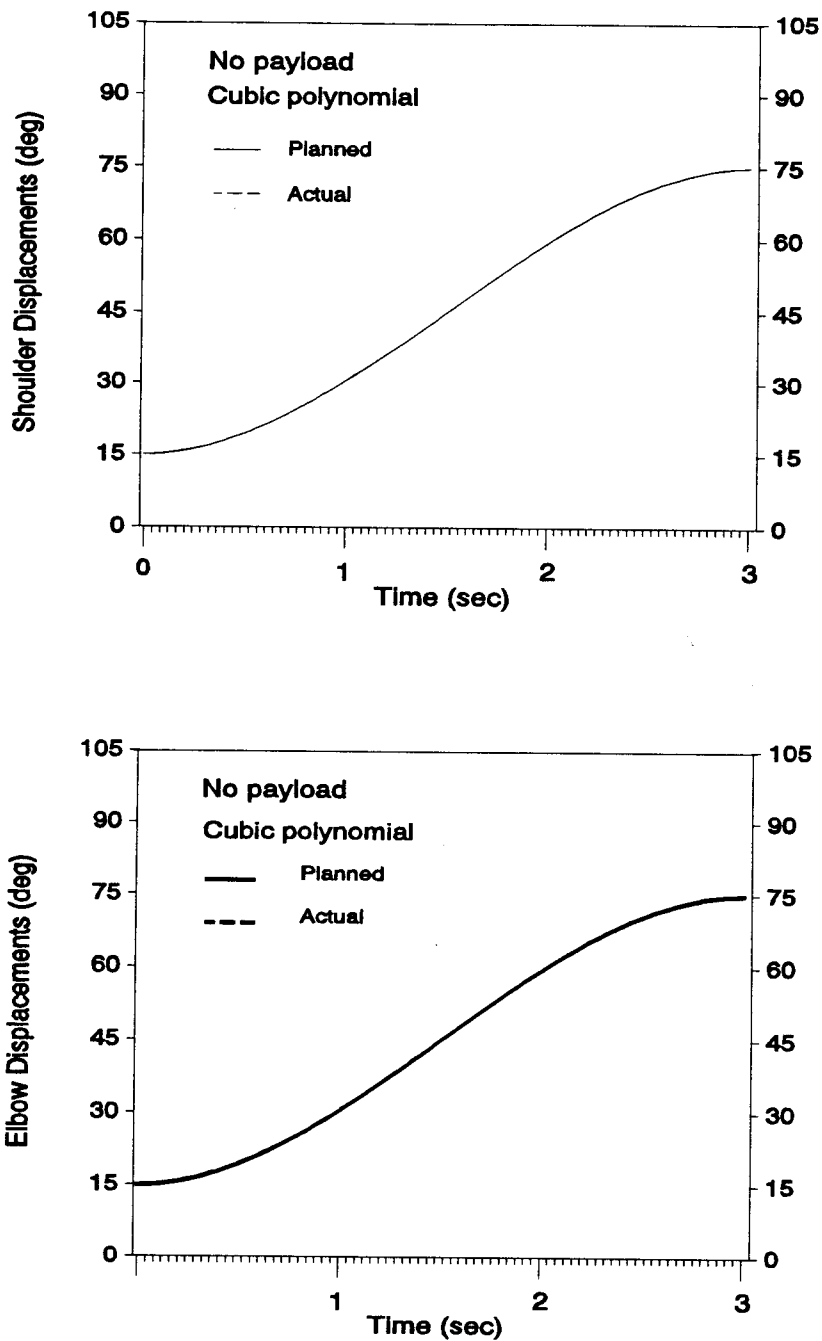 105
90
75
60
45
30
15
0
Shoulder Displacements (deg)
No payload
Cubic polynomial
Planned
Actual
105
90
75
60
45
30
15
0
0 1 2 3
Time (sec)
105
90
75
60
45
30
15
0
Elbow Displacements (deg)
No payload
Cubic polynomial
Planned
Actual
105
90
75
60
45
30
15
0
1 2 3
Time (sec)